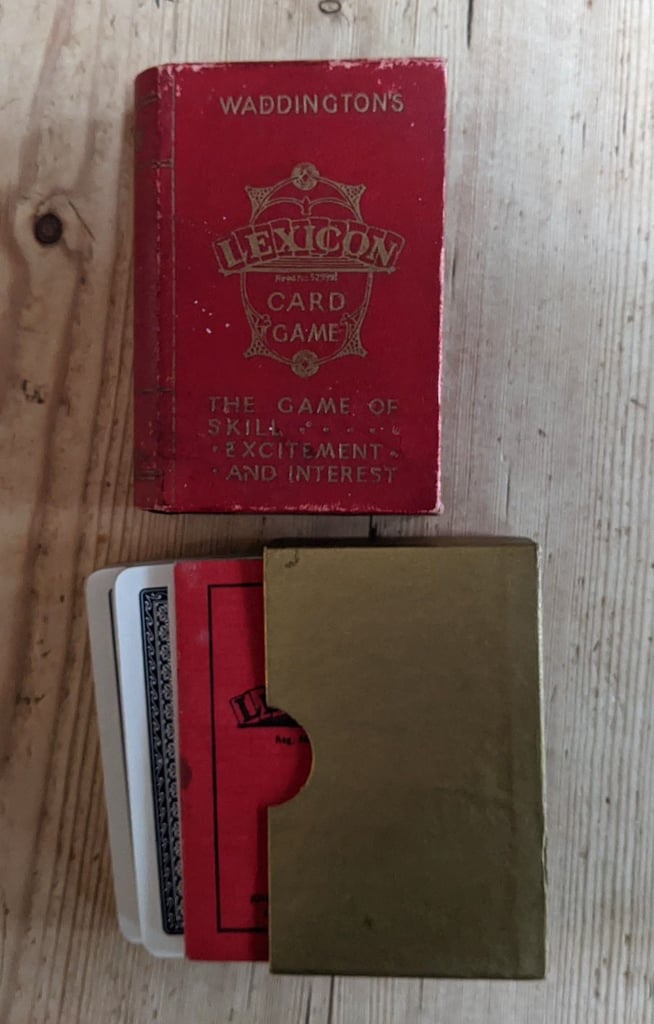 WADDINGTON'S
LEXICON
CARD
GAME
THE GAME OF
SKILL
EXCITEMENT
AND INTEREST